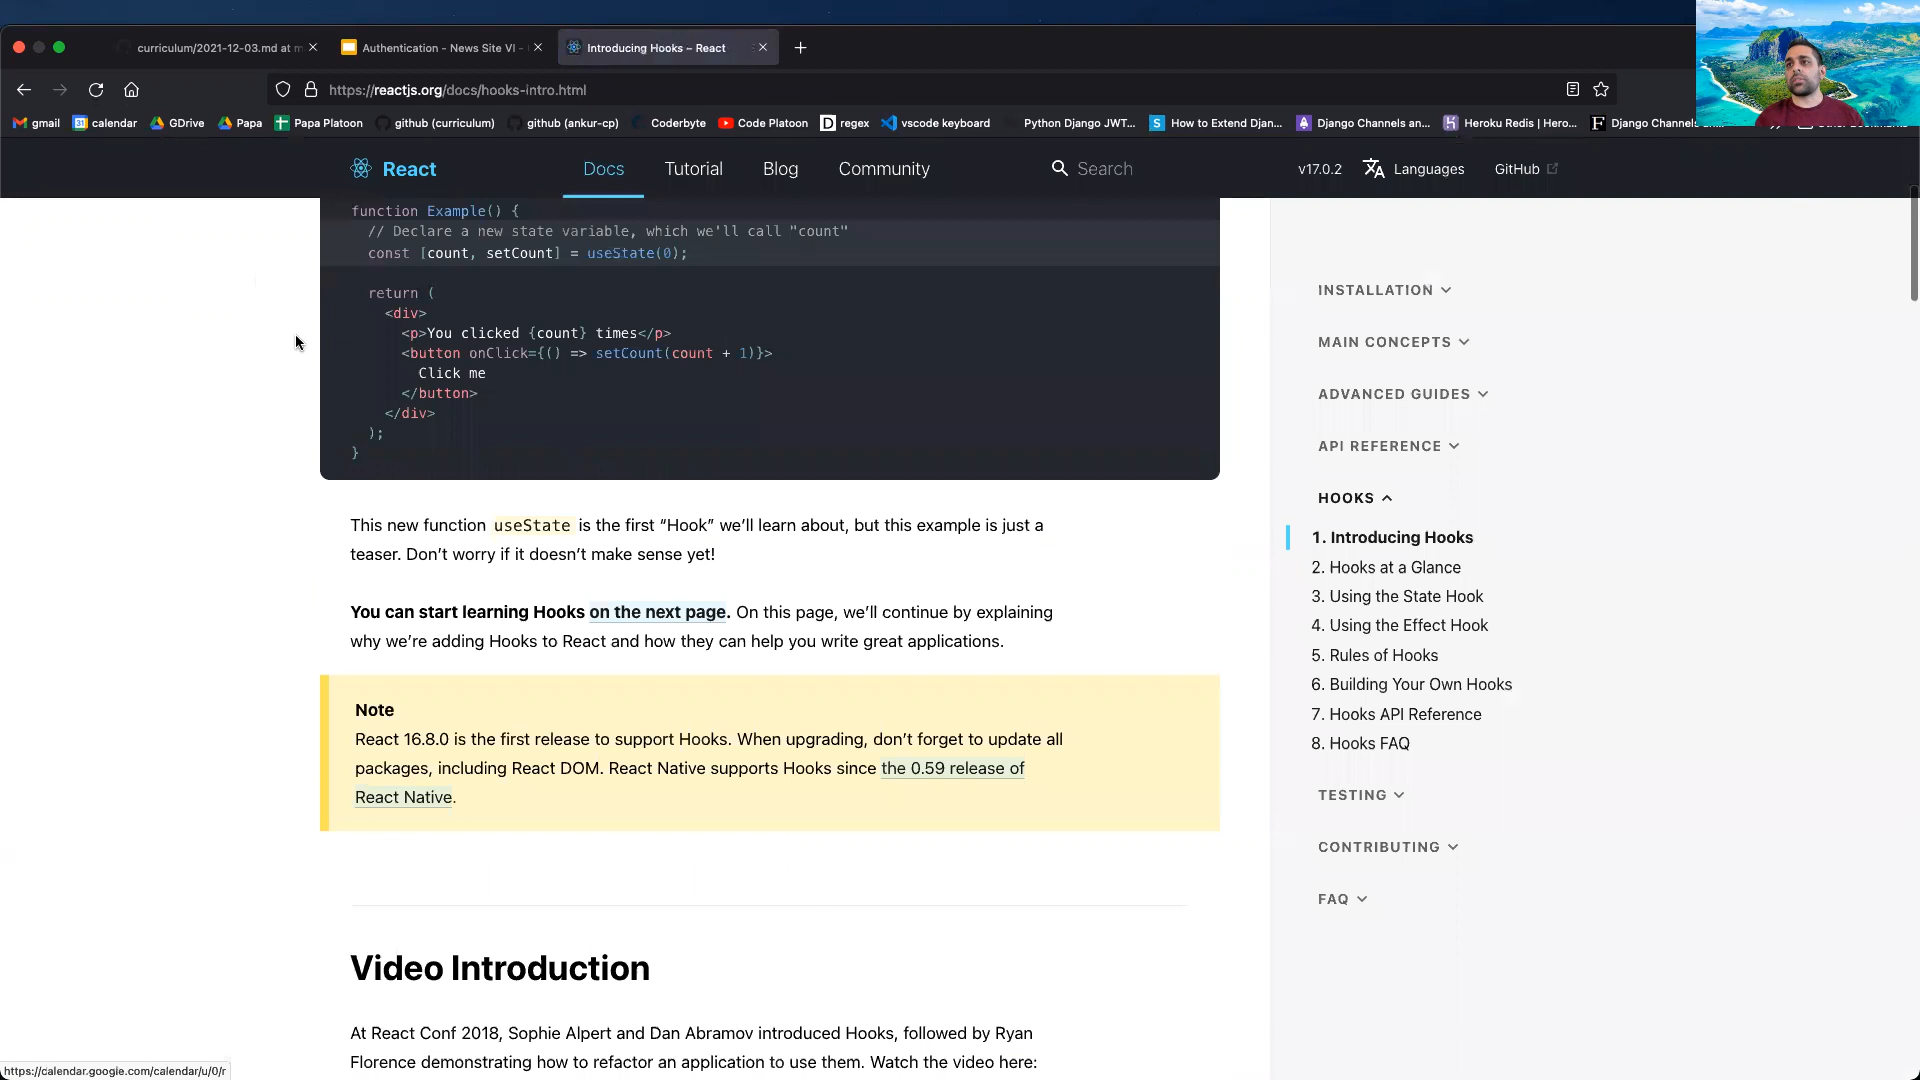 curriculum/2021-12-03.md at m
Authentication - News Site VI -
Introducing Hooks – React
https://reactjs.org/docs/hooks-intro.html
gmail
calendar
GDrive
Papa
Papa Platoon
github (curriculum)
github (ankur-cp)
Coderbyte
Code Platoon
regex
vscode keyboard
Python Django JWT...
How to Extend Djan...
Django Channels an...
Heroku Redis | Hero...
React
Docs
Tutorial
Blog
Community
Search
v17.0.2
Languages
GitHub
function Example() {
// Declare a new state variable, which we'll call "count"
const [count, setCount] = useState(0);
return (
<div>
<p>You clicked {count} times</p>
<button onClick={() => setCount(count + 1)}>
Click me
</button>
</div>
);
}
This new function useState is the first “Hook” we’ll learn about, but this example is just a
teaser. Don’t worry if it doesn’t make sense yet!
You can start learning Hooks on the next page. On this page, we’ll continue by explaining
why we’re adding Hooks to React and how they can help you write great applications.
Note
React 16.8.0 is the first release to support Hooks. When upgrading, don’t forget to update all
packages, including React DOM. React Native supports Hooks since the 0.59 release of
React Native.
Video Introduction
At React Conf 2018, Sophie Alpert and Dan Abramov introduced Hooks, followed by Ryan
Florence demonstrating how to refactor an application to use them. Watch the video here:
INSTALLATION
MAIN CONCEPTS
ADVANCED GUIDES
API REFERENCE
HOOKS
1. Introducing Hooks
2. Hooks at a Glance
3. Using the State Hook
4. Using the Effect Hook
5. Rules of Hooks
6. Building Your Own Hooks
7. Hooks API Reference
8. Hooks FAQ
TESTING
CONTRIBUTING
FAQ
https://calendar.google.com/calendar/u/0/r